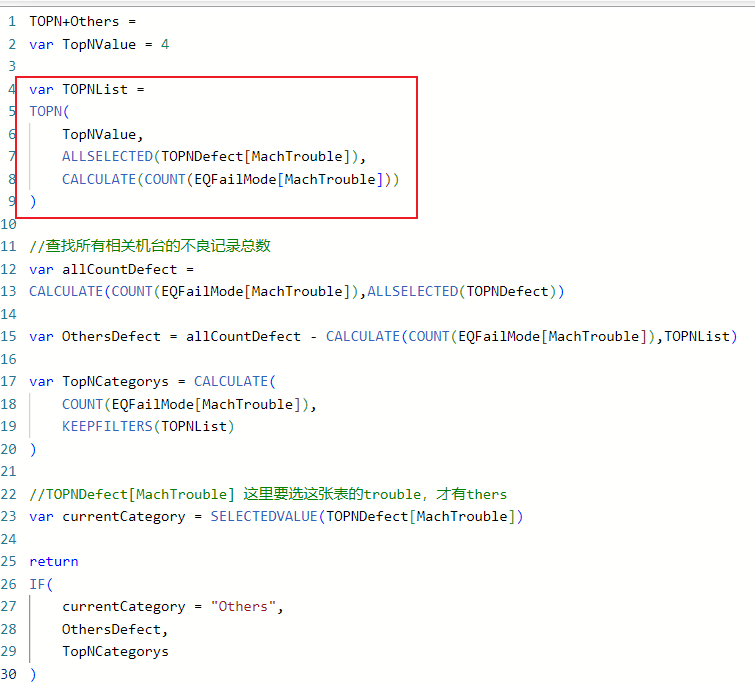 1 TOPN+Others =
2 var TopNValue = 4
3
4 var TOPNList =
5 TOPN(
6 TopNValue,
7 ALLSELECTED(TOPNDefect[MachTrouble]),
8 CALCULATE(COUNT(EQFailMode[MachTrouble]))
9 )
10
11 //查找所有相关机台的不良记录总数
12 var allCountDefect =
13 CALCULATE(COUNT(EQFailMode[MachTrouble]),ALLSELECTED(TOPNDefect))
14
15 var OthersDefect = allCountDefect - CALCULATE(COUNT(EQFailMode[MachTrouble]),TOPNList)
16
17 var TopNCategorys = CALCULATE(
18 COUNT(EQFailMode[MachTrouble]),
19 KEEPFILTERS(TOPNList)
20 )
21
22 //TOPNDefect[MachTrouble] 这里要选这张表的trouble，才有thers
23 var currentCategory = SELECTEDVALUE(TOPNDefect[MachTrouble])
24
25 return
26 IF(
27 currentCategory = "Others",
28 OthersDefect,
29 TopNCategorys
30 )